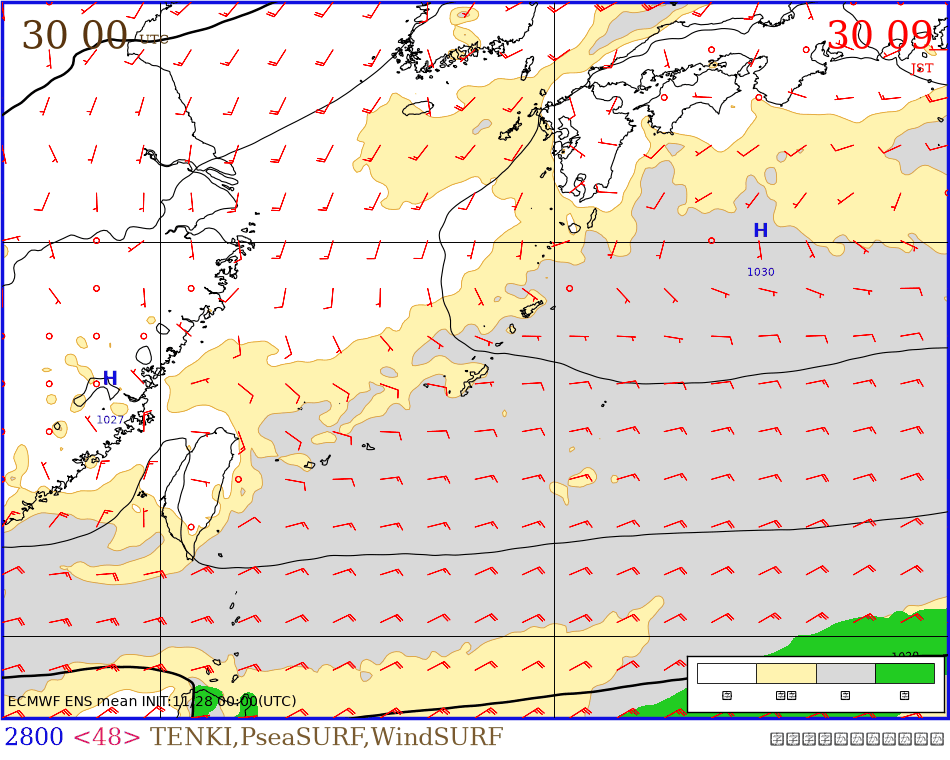 30 00 UTC
30 09 JST
H
1030
H
1027
1020
ECMWF ENS mean INIT:11/28 00:00(UTC)
2800 <48> TENKI,PseaSURF,WindSURF